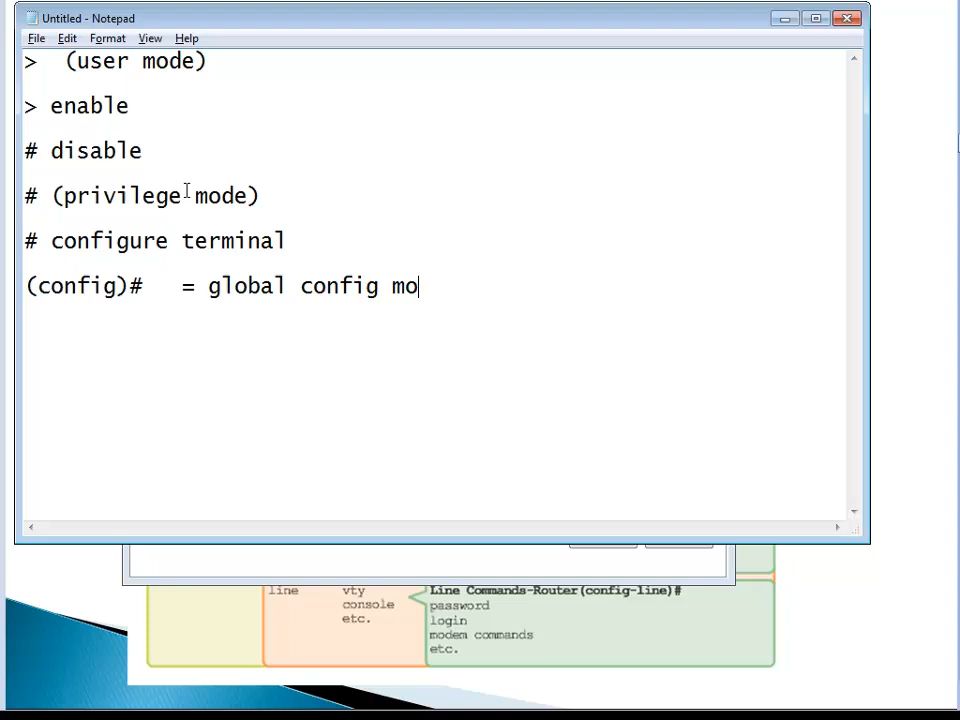 Untitled - Notepad
File Edit Format View Help
>  (user mode)
> enable
# disable
# (privilege mode)
# configure terminal
(config)#   = global config mo
line vty Line Commands-Router(config-line)#
console password
etc. login
modem commands
etc.